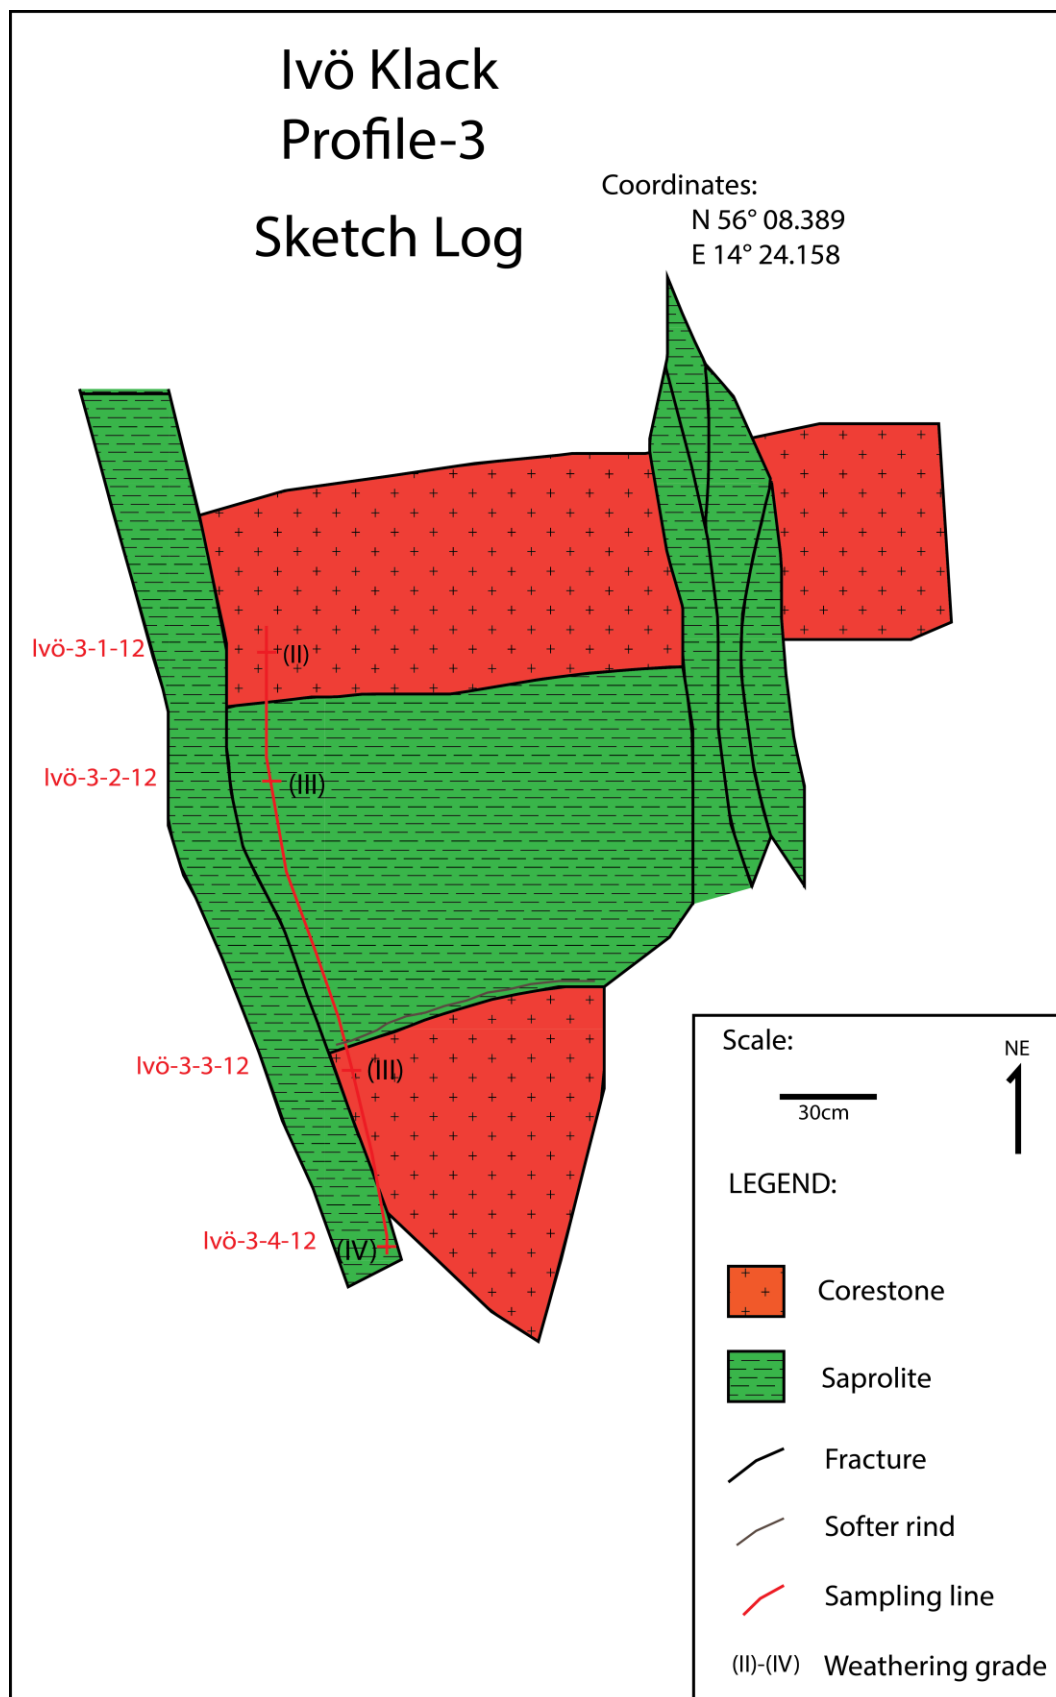 Ivö Klack
Profile-3
Sketch Log
Coordinates:
N 56° 08.389
E 14° 24.158
Ivö-3-1-12
(II)
Ivö-3-2-12
(III)
Ivö-3-3-12
(III)
Ivö-3-4-12
(IV)
Scale:
30cm
NE
LEGEND:
Corestone
Saprolite
Fracture
Softer rind
Sampling line
(II)-(IV) Weathering grade